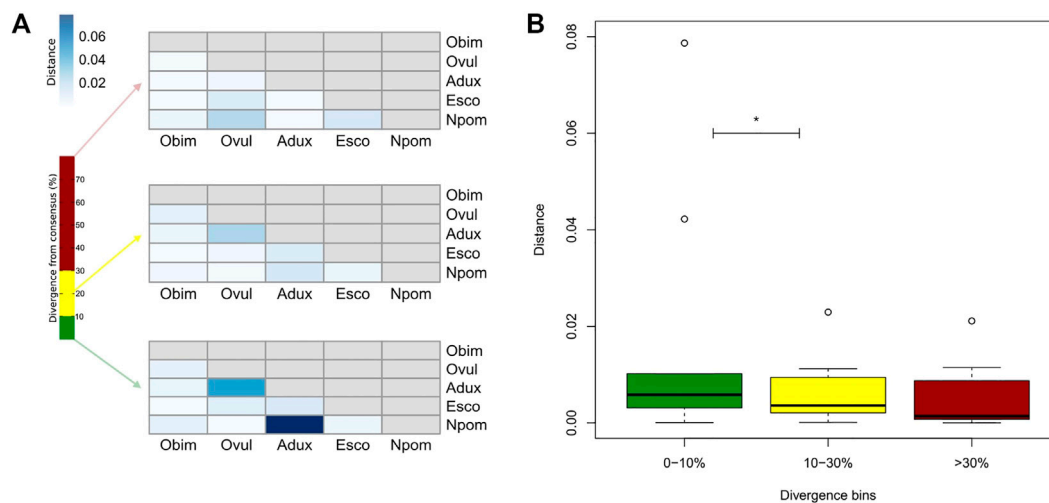 A
Distance
0.06
0.04
0.02
Obim
Ovul
Adux
Esco
Npom
Obim Ovul Adux Esco Npom
Divergence from consensus (%)
70
60
50
40
30
20
10
Obim
Ovul
Adux
Esco
Npom
Obim Ovul Adux Esco Npom
Obim
Ovul
Adux
Esco
Npom
Obim Ovul Adux Esco Npom
B
Distance
0.08
0.06
0.04
0.02
0.00
*
0−10% 10−30% >30%
Divergence bins